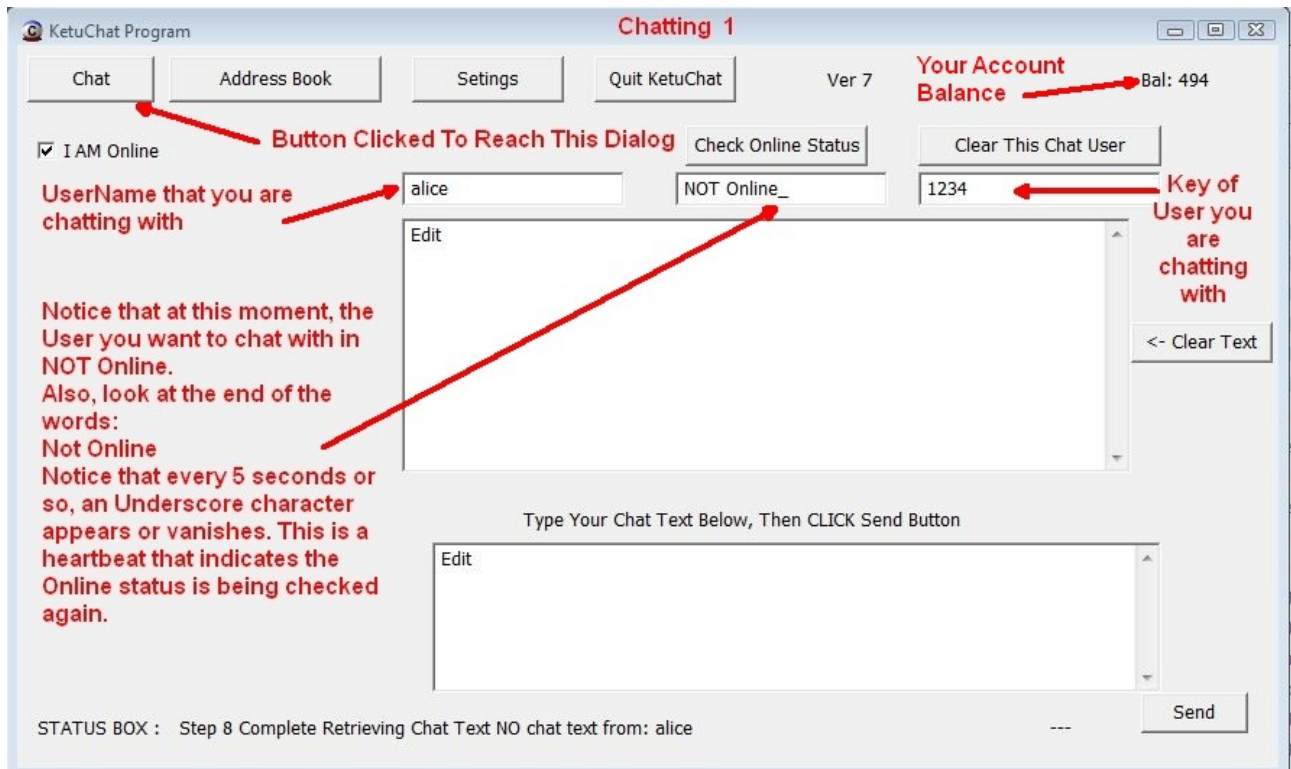 KetuChat Program
Chatting 1
Chat
Address Book
Setings
Quit KetuChat
Ver 7
Your Account
Balance
Bal: 494
I AM Online
Button Clicked To Reach This Dialog
Check Online Status
Clear This Chat User
UserName that you are
chatting with
alice
NOT Online_
1234
Key of
User you
are
chatting
with
Edit
<- Clear Text
Notice that at this moment, the
User you want to chat with in
NOT Online.
Also, look at the end of the
words:
Not Online
Notice that every 5 seconds or
so, an Underscore character
appears or vanishes. This is a
heartbeat that indicates the
Online status is being checked
again.
Type Your Chat Text Below, Then CLICK Send Button
Edit
Send
STATUS BOX : Step 8 Complete Retrieving Chat Text NO chat text from: alice ---